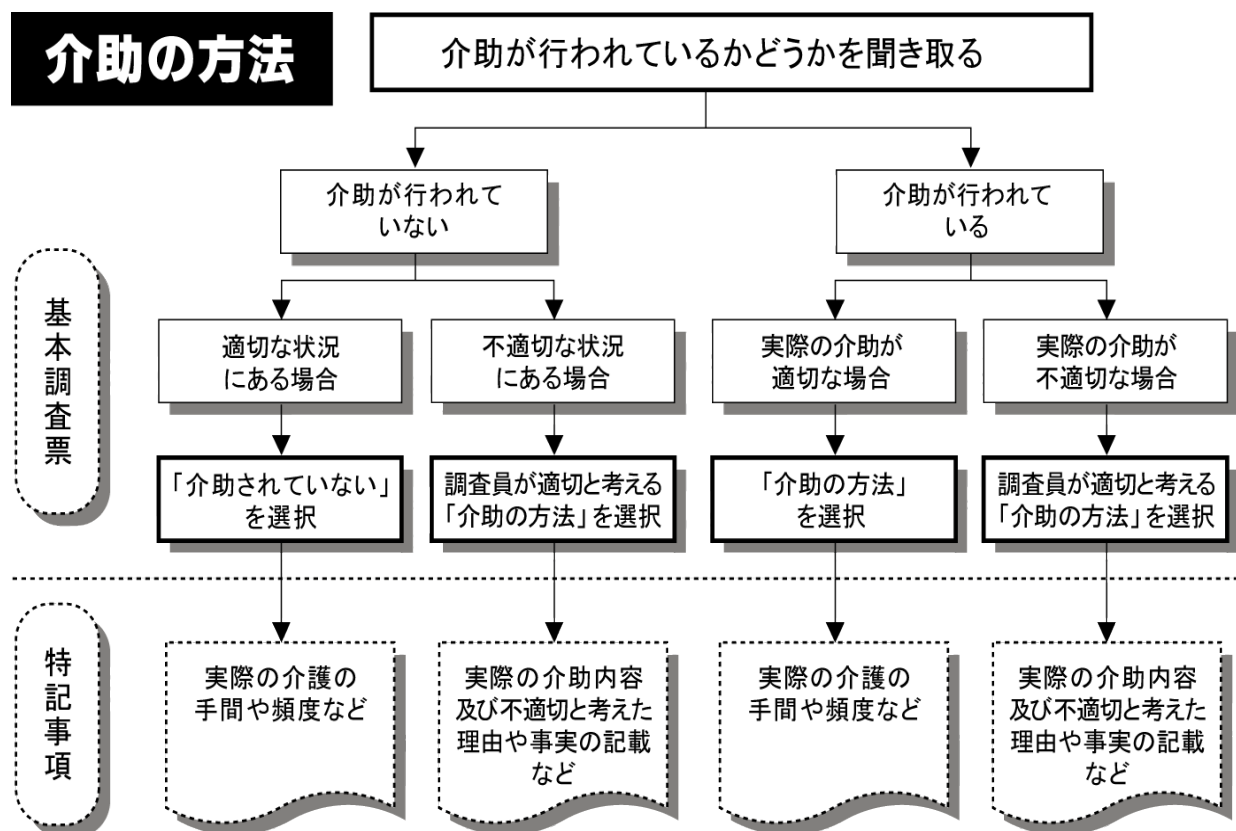 介助の方法
介助が行われているかどうかを聞き取る
介助が行われて
いない
介助が行われて
いる
基本調査票
適切な状況
にある場合
不適切な状況
にある場合
実際の介助が
適切な場合
実際の介助が
不適切な場合
「介助されていない」
を選択
調査員が適切と考える
「介助の方法」を選択
「介助の方法」
を選択
調査員が適切と考える
「介助の方法」を選択
特記事項
実際の介護の
手間や頻度など
実際の介助内容
及び不適切と考えた
理由や事実の記載
など
実際の介護の
手間や頻度など
実際の介助内容
及び不適切と考えた
理由や事実の記載
など